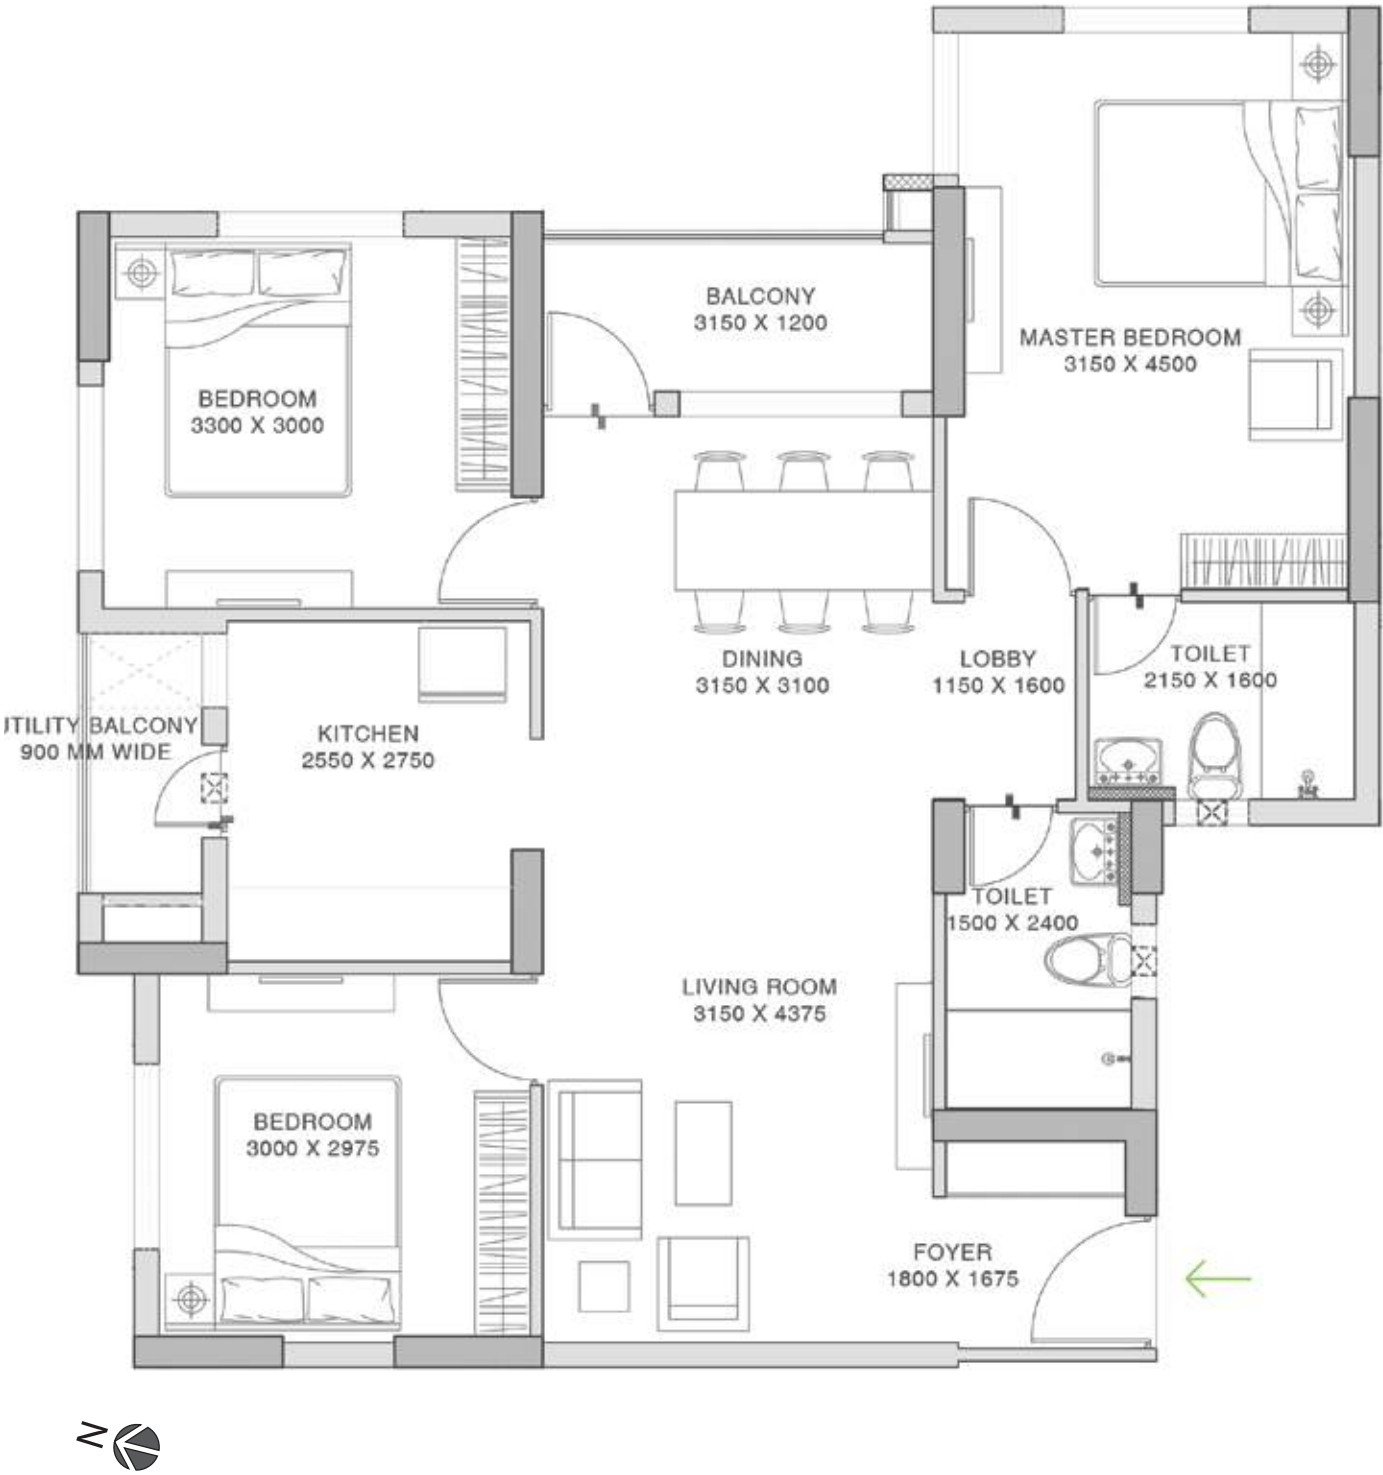 BALCONY
3150 X 1200
MASTER BEDROOM
3150 X 4500
BEDROOM
3300 X 3000
DINING
3150 X 3100
LOBBY
1150 X 1600
TOILET
2150 X 1600
UTILITY BALCONY
900 MM WIDE
KITCHEN
2550 X 2750
TOILET
1500 X 2400
LIVING ROOM
3150 X 4375
BEDROOM
3000 X 2975
FOYER
1800 X 1675
N